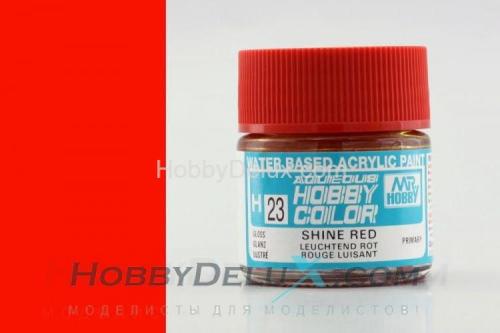 WATER BASED ACRYLIC PAINT
AQUEOUS
HOBBY
COLOR
MR.
HOBBY
H 23
GLOSS
GLANZ
LUSTRE
SHINE RED
LEUCHTEND ROT
ROUGE LUISANT
PRIMARY
HobbyDelux.com
HOBBYDELUX.COM
МОДЕЛИСТЫ ДЛЯ МОДЕЛИСТОВ!